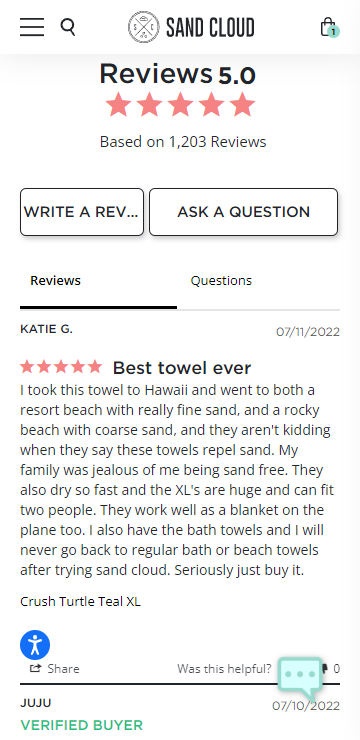 SAND CLOUD
S C
1
Reviews 5.0
Based on 1,203 Reviews
WRITE A REV... ASK A QUESTION
Reviews Questions
KATIE G. 07/11/2022
Best towel ever
I took this towel to Hawaii and went to both a
resort beach with really fine sand, and a rocky
beach with coarse sand, and they aren't kidding
when they say these towels repel sand. My
family was jealous of me being sand free. They
also dry so fast and the XL's are huge and can fit
two people. They work well as a blanket on the
plane too. I also have the bath towels and I will
never go back to regular bath or beach towels
after trying sand cloud. Seriously just buy it.
Crush Turtle Teal XL
Share Was this helpful? 0
JUJU 07/10/2022
VERIFIED BUYER